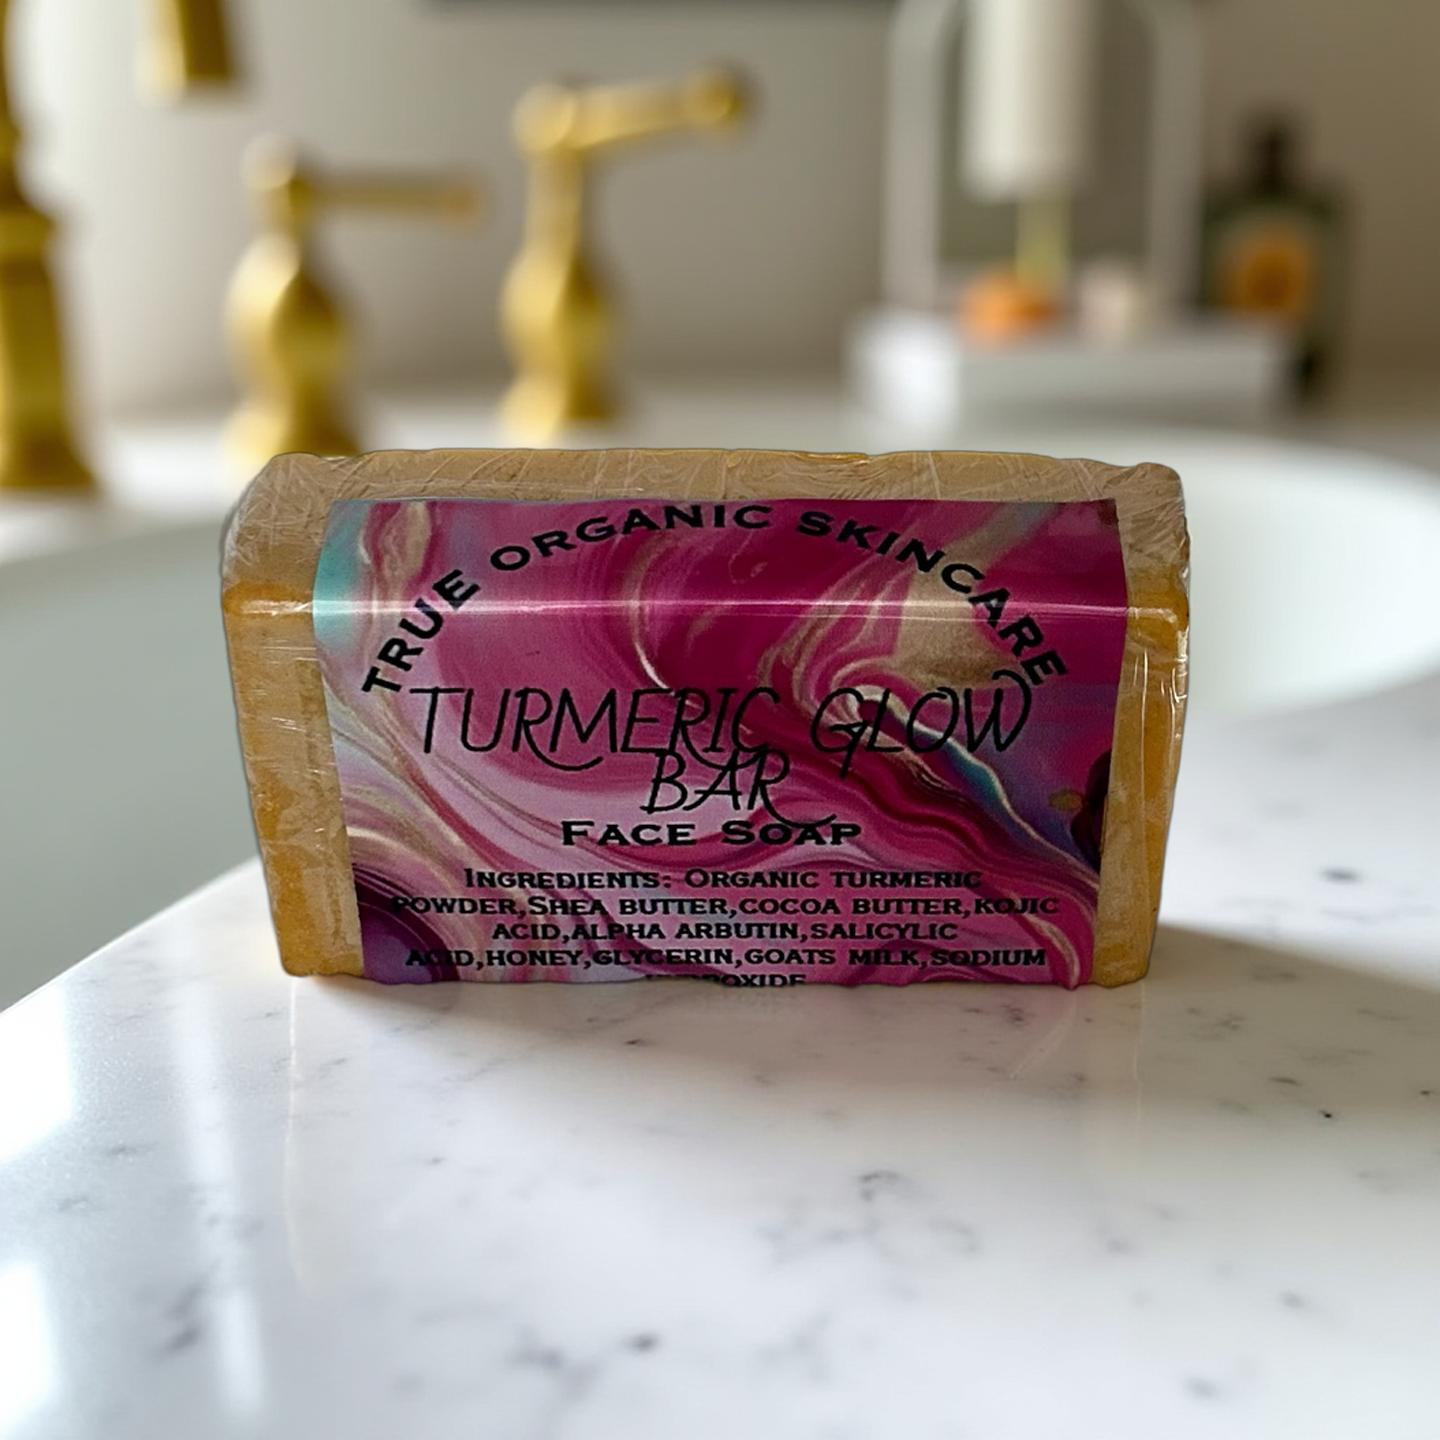 TRUE ORGANIC SKINCARE
TURMERIC GLOW
BAR
FACE SOAP
INGREDIENTS: ORGANIC TURMERIC
POWDER,SHEA BUTTER,COCOA BUTTER,KOJIC
ACID,ALPHA ARBUTIN,SALICYLIC
ACID,HONEY,GLYCERIN,GOATS MILK,SODIUM